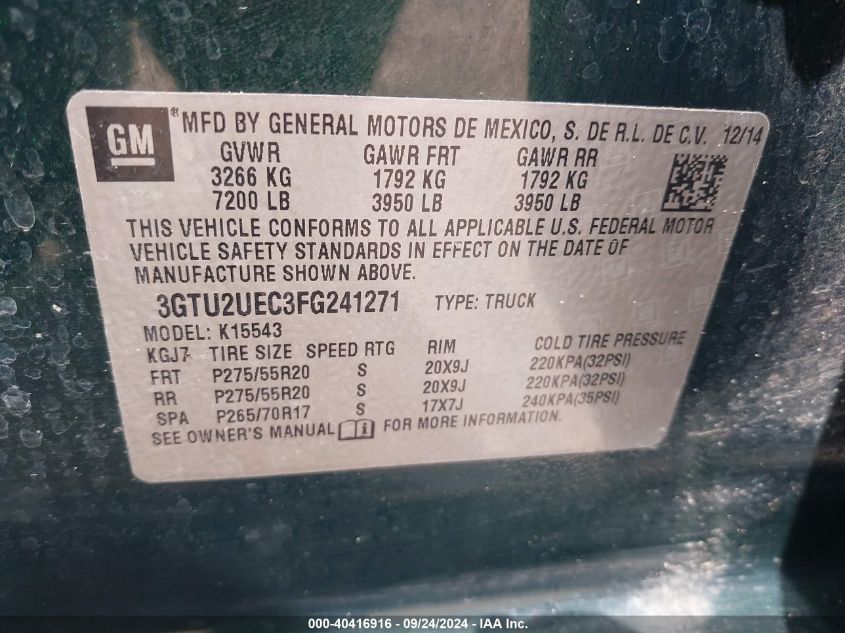 GM ® MFD BY GENERAL MOTORS DE MEXICO, S. DE R.L. DE C.V. 12/14
GVWR GAWR FRT GAWR RR
3266 KG 1792 KG 1792 KG
7200 LB 3950 LB 3950 LB
THIS VEHICLE CONFORMS TO ALL APPLICABLE U.S. FEDERAL MOTOR
VEHICLE SAFETY STANDARDS IN EFFECT ON THE DATE OF
MANUFACTURE SHOWN ABOVE.
3GTU2UEC3FG241271 TYPE: TRUCK
MODEL: K15543
KGJ7 TIRE SIZE SPEED RTG RIM COLD TIRE PRESSURE
FRT P275/55R20 S 20X9J 220KPA(32PSI)
RR P275/55R20 S 20X9J 220KPA(32PSI)
SPA P265/70R17 S 17X7J 240KPA(35PSI)
SEE OWNER'S MANUAL i FOR MORE INFORMATION.
000-40416916 - 09/24/2024 - IAAI.com